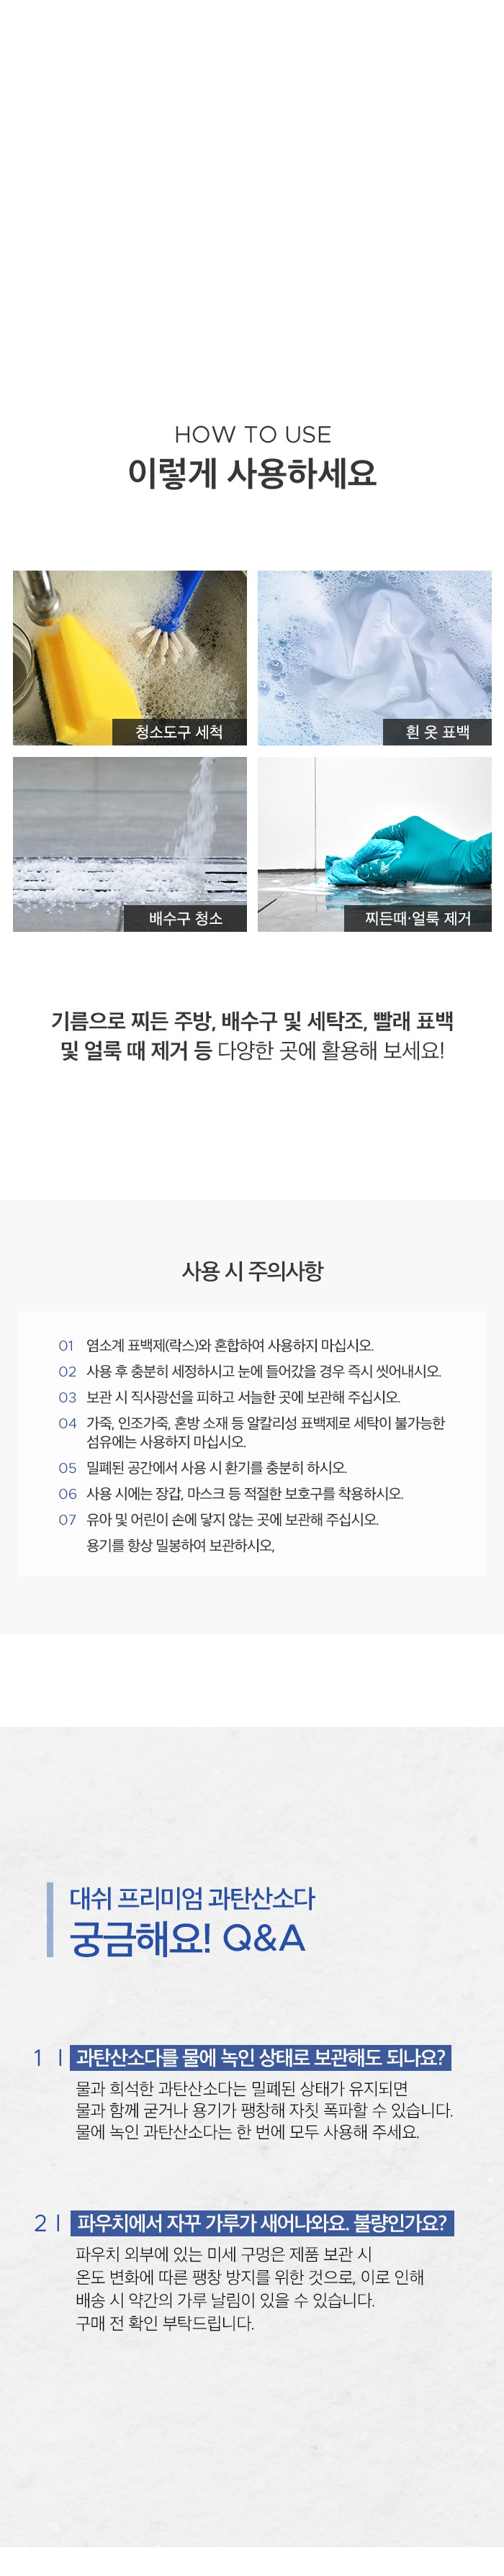 HOW TO USE
이렇게 사용하세요
청소도구 세척
흰 옷 표백
배수구 청소
찌든때·얼룩 제거
기름으로 찌든 주방, 배수구 및 세탁조, 빨래 표백
및 얼룩 때 제거 등 다양한 곳에 활용해 보세요!
사용 시 주의사항
01 염소계 표백제(락스)와 혼합하여 사용하지 마십시오.
02 사용 후 충분히 세정하시고 눈에 들어갔을 경우 즉시 씻어내시오.
03 보관 시 직사광선을 피하고 서늘한 곳에 보관해 주십시오.
04 가죽, 인조가죽, 혼방 소재 등 알칼리성 표백제로 세탁이 불가능한
섬유에는 사용하지 마십시오.
05 밀폐된 공간에서 사용 시 환기를 충분히 하시오.
06 사용 시에는 장갑, 마스크 등 적절한 보호구를 착용하시오.
07 유아 및 어린이 손에 닿지 않는 곳에 보관해 주십시오.
용기를 항상 밀봉하여 보관하시오,
대쉬 프리미엄 과탄산소다
궁금해요! Q&A
1 | 과탄산소다를 물에 녹인 상태로 보관해도 되나요?
물과 희석한 과탄산소다는 밀폐된 상태가 유지되면
물과 함께 굳거나 용기가 팽창해 자칫 폭파할 수 있습니다.
물에 녹인 과탄산소다는 한 번에 모두 사용해 주세요.
2 | 파우치에서 자꾸 가루가 새어나와요. 불량인가요?
파우치 외부에 있는 미세 구멍은 제품 보관 시
온도 변화에 따른 팽창 방지를 위한 것으로, 이로 인해
배송 시 약간의 가루 날림이 있을 수 있습니다.
구매 전 확인 부탁드립니다.